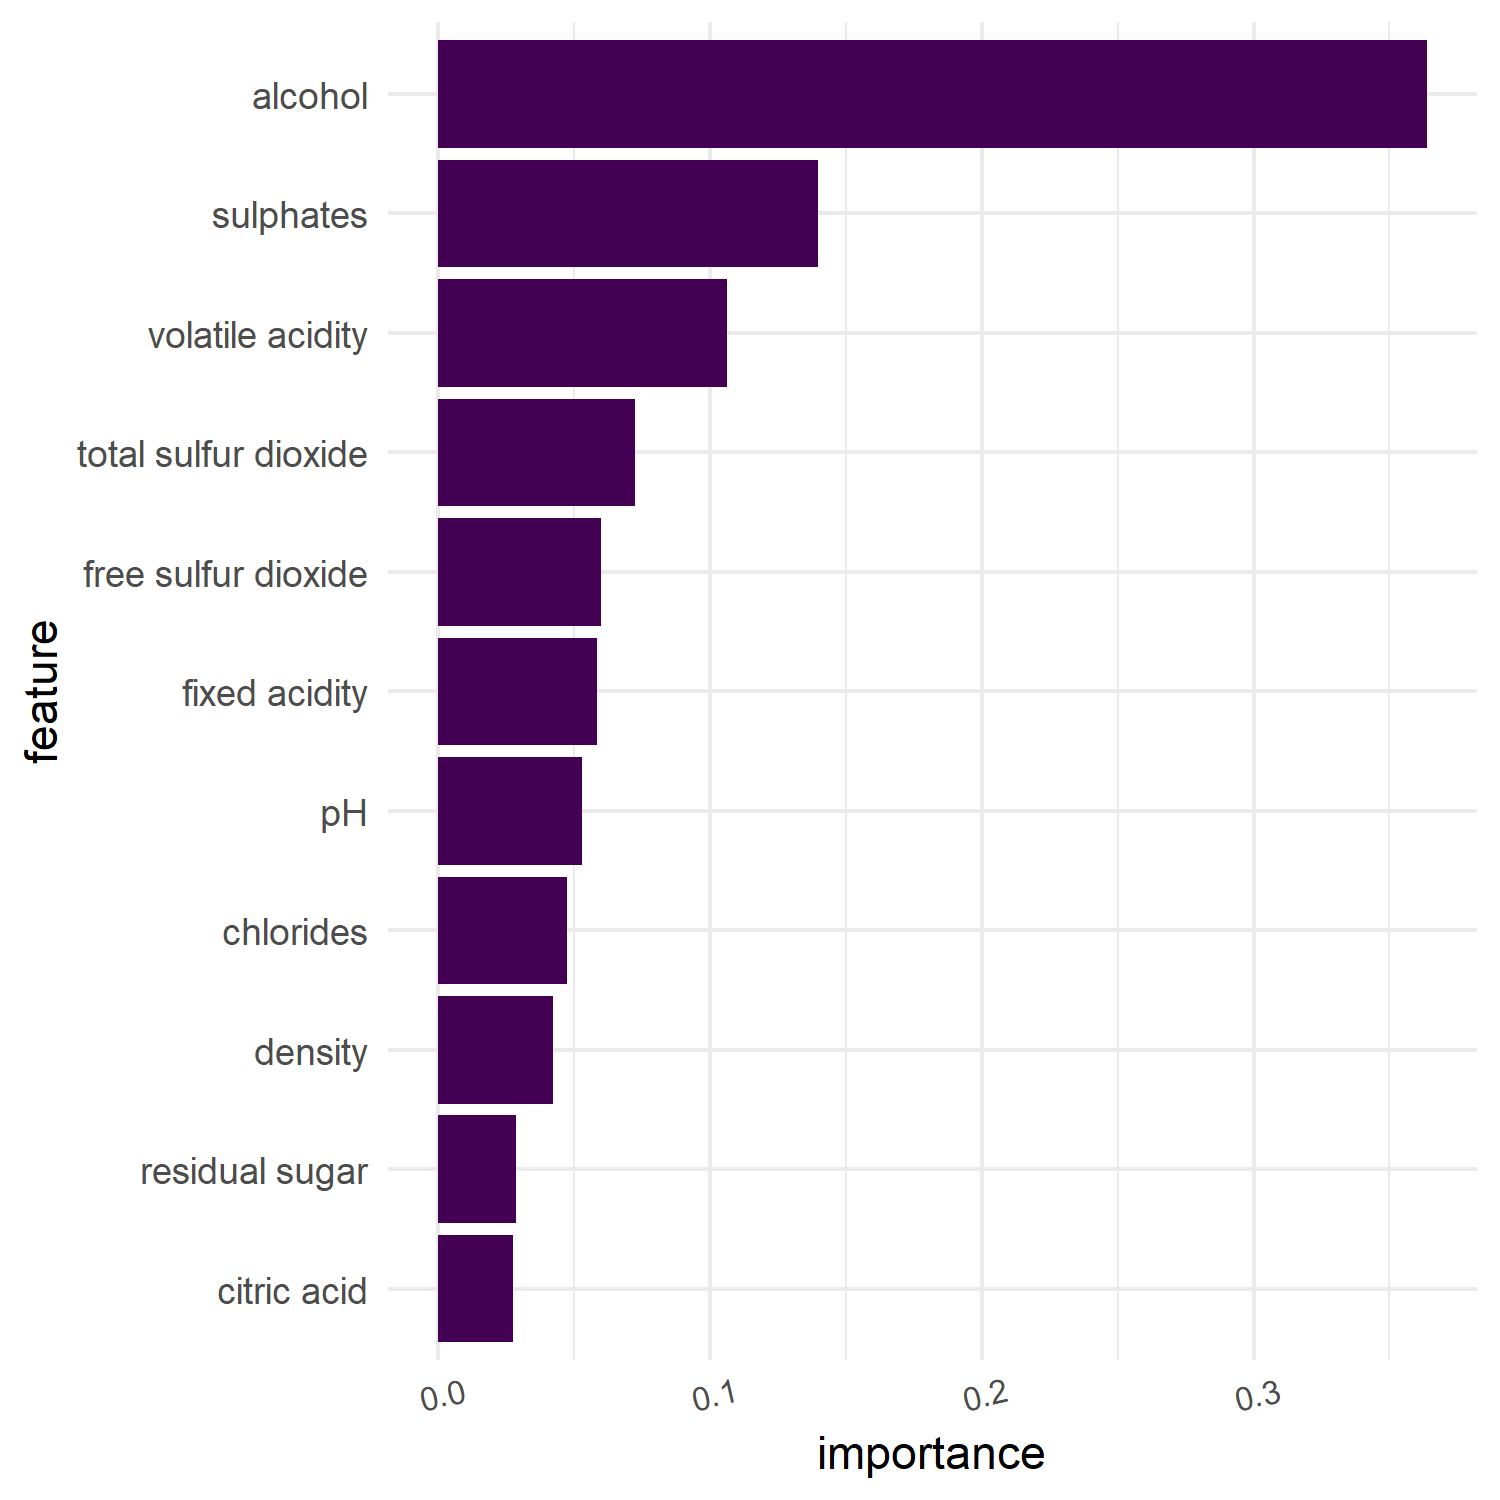 alcohol
sulphates
volatile acidity
total sulfur dioxide
free sulfur dioxide
fixed acidity
pH
chlorides
density
residual sugar
citric acid
feature
0.0
0.1
0.2
0.3
importance